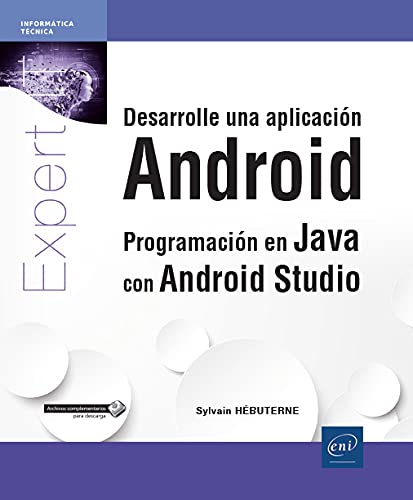 INFORMÁTICA
TÉCNICA
Expert IT
Desarrolle una aplicación
Android
Programación en Java
con Android Studio
Archivos complementarios
para descarga
Sylvain HÉBUTERNE
eni